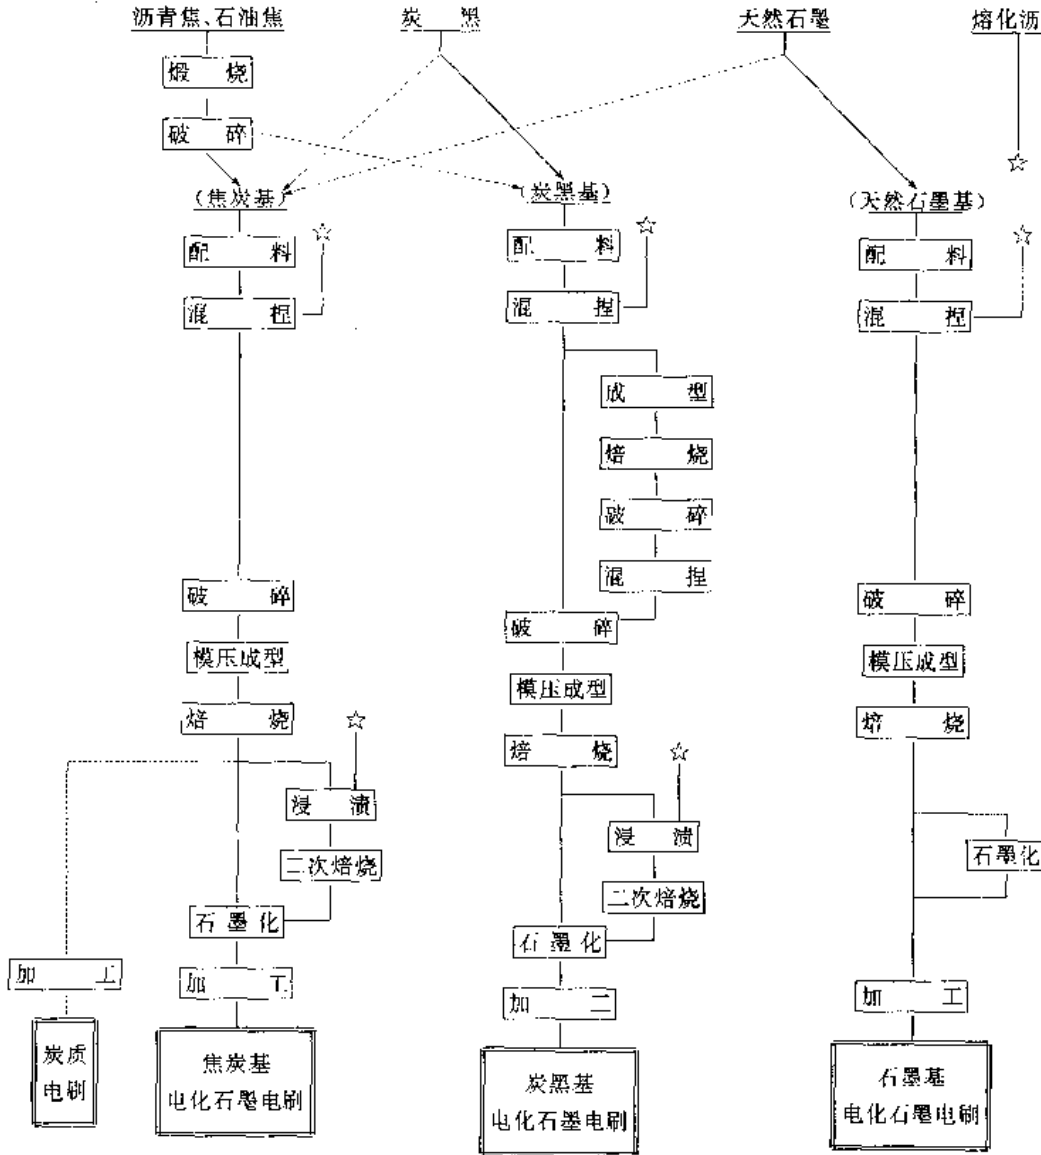 沥青焦、石油焦
炭 黑
天然石墨
熔化沥
煅 烧
破 碎
(焦炭基)
(炭黑基)
(天然石墨基)
配 料
配 料
配 料
混 捏
混 捏
混 捏
成 型
焙 烧
破 碎
混 捏
破 碎
破 碎
破 碎
模压成型
模压成型
模压成型
焙 烧
焙 烧
焙 烧
浸 渍
浸 渍
石墨化
二次焙烧
二次焙烧
石墨化
石墨化
加 工
加 工
加 工
加 工
炭质
电刷
焦炭基
电化石墨电刷
炭黑基
电化石墨电刷
石墨基
电化石墨电刷